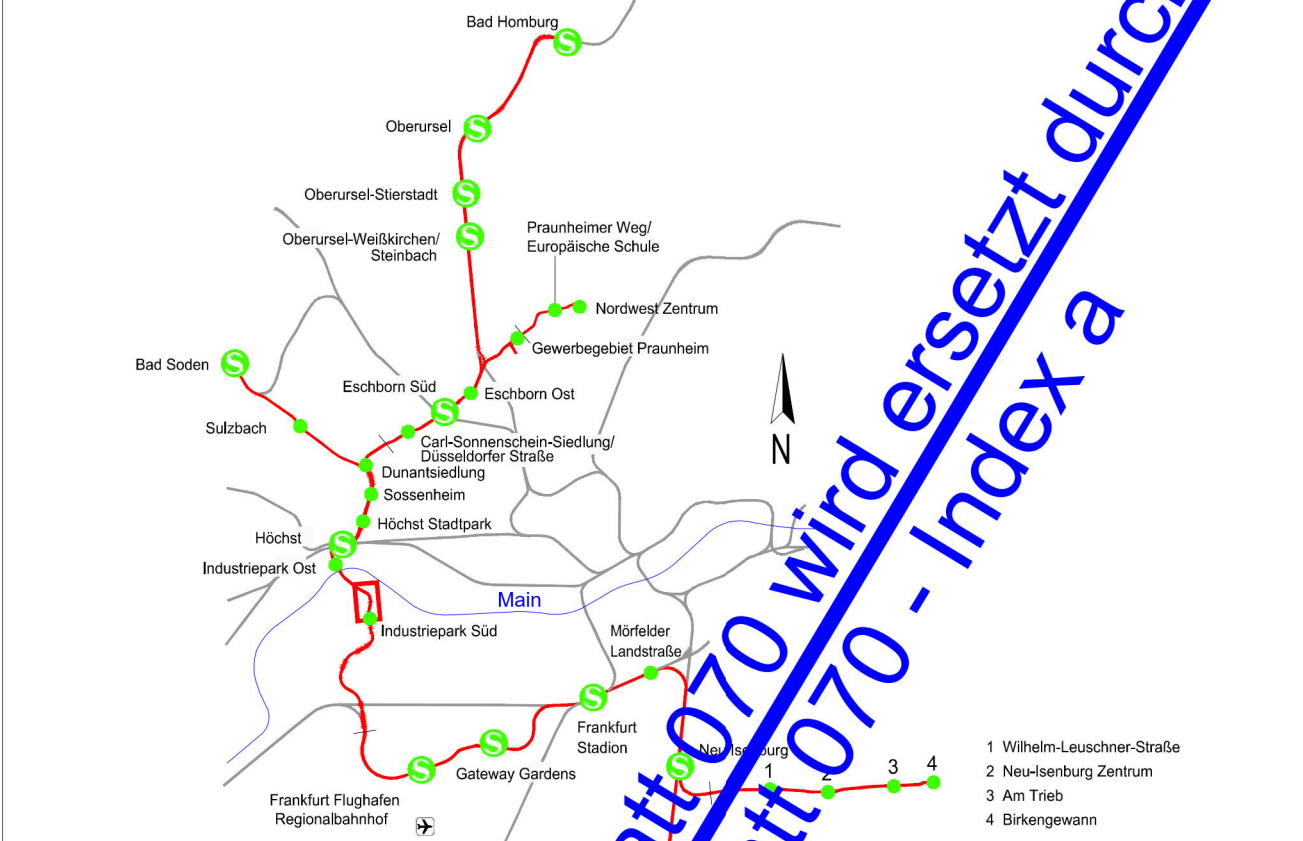 Bad Homburg
S
Oberursel
S
Oberursel-Stierstadt
S
Oberursel-Weißkirchen/
Steinbach
S
Praunheimer Weg/
Europäische Schule
Nordwest Zentrum
Gewerbegebiet Praunheim
Bad Soden
S
Eschborn Süd
S
Eschborn Ost
Sulzbach
Carl-Sonnenschein-Siedlung/
Düsseldorfer Straße
Dunantsiedlung
Sossenheim
Höchst Stadtpark
Höchst
S
Industriepark Ost
Main
Industriepark Süd
Mörfelder
Landstraße
S
Frankfurt
Stadion
S
Gateway Gardens
S
Frankfurt Flughafen
Regionalbahnhof
Neu-Isenburg
S
1
2
3
4
N
1 Wilhelm-Leuschner-Straße
2 Neu-Isenburg Zentrum
3 Am Trieb
4 Birkengewann
070 wird ersetzt durc
070 - Index a